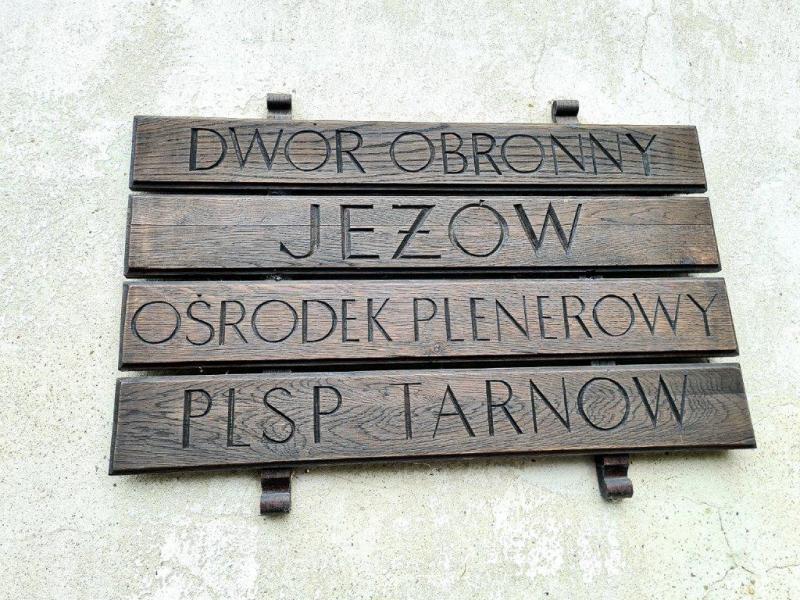 DWOR OBRONNY
JEŻÓW
OŚRODEK PLENEROWY
PLSP TARNOW